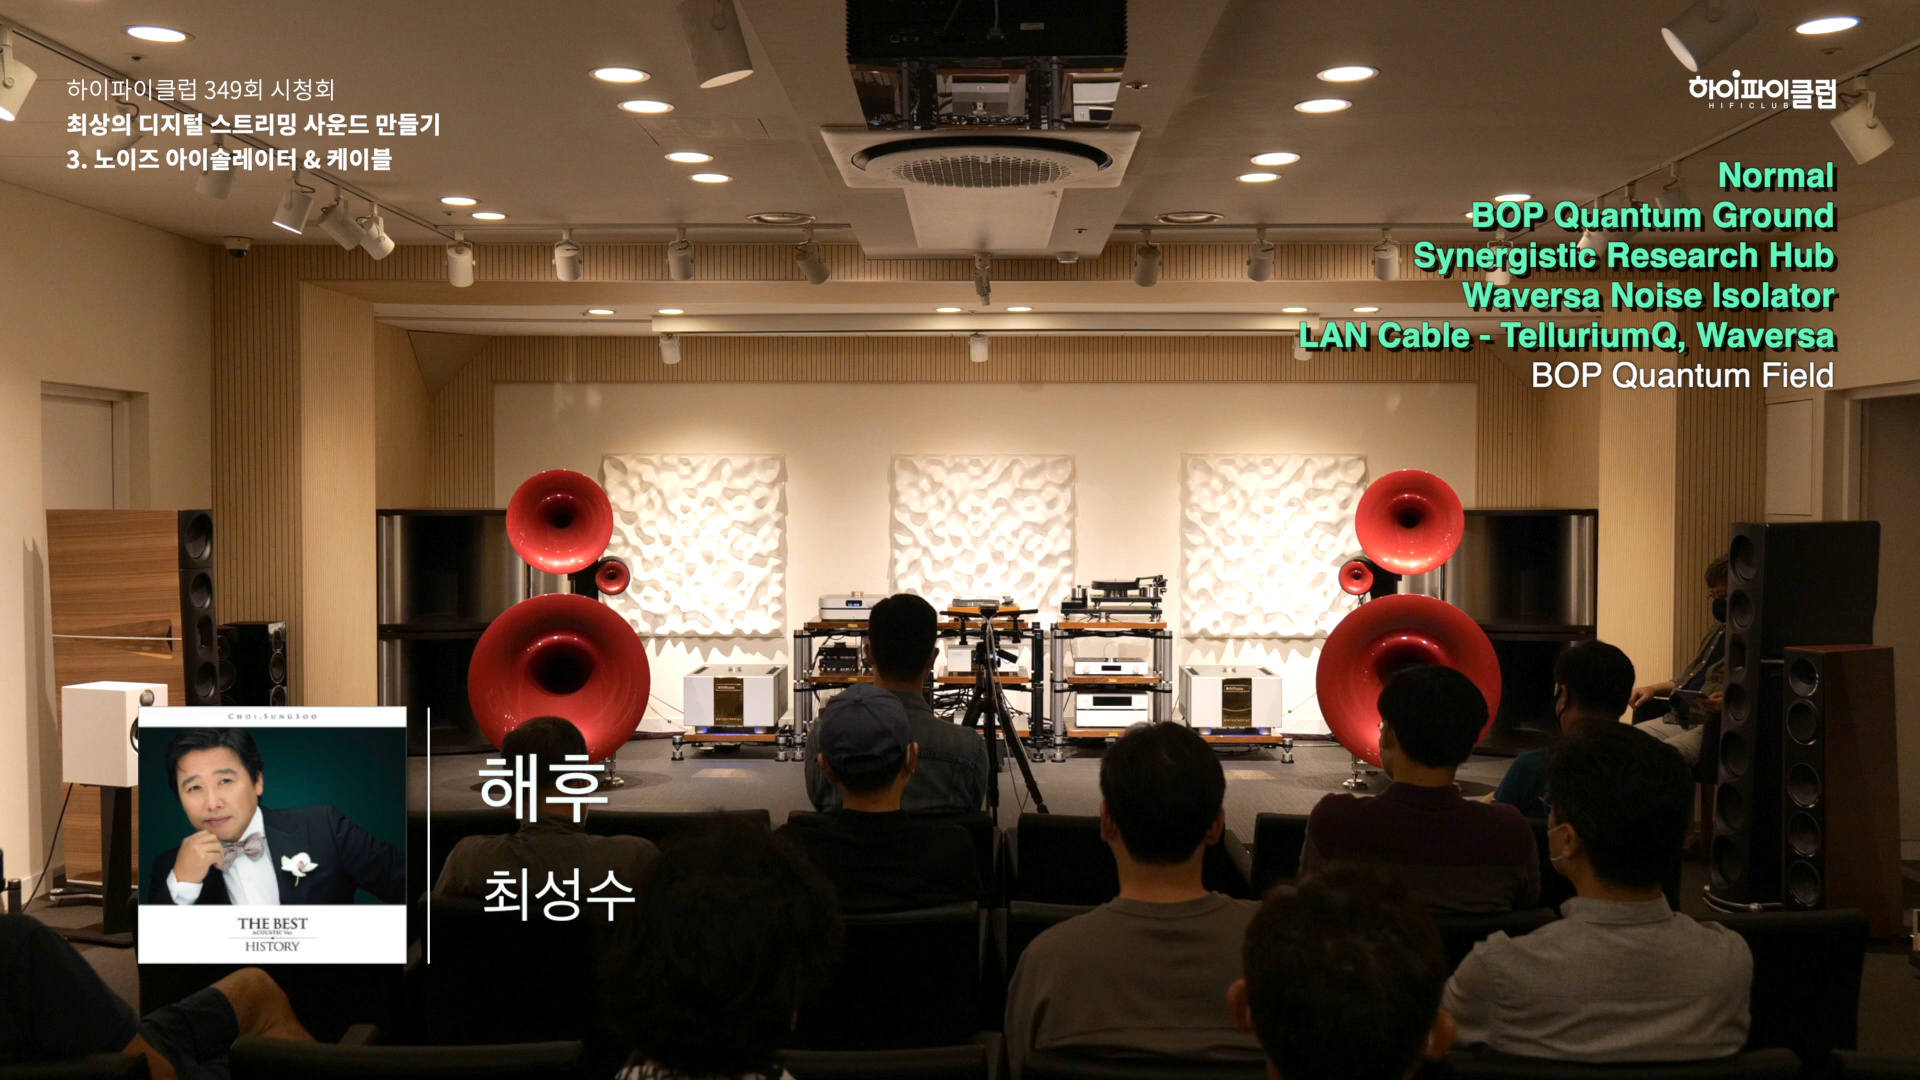 하이파이클럽 349회 시청회
최상의 디지털 스트리밍 사운드 만들기
3. 노이즈 아이솔레이터 & 케이블
하이파이클럽
HIFICLUB
Normal
BOP Quantum Ground
Synergistic Research Hub
Waversa Noise Isolator
LAN Cable - TelluriumQ, Waversa
BOP Quantum Field
CHOI.SUNGSOO
THE BEST
ACOUSTIC Ver.
HISTORY
해후
최성수